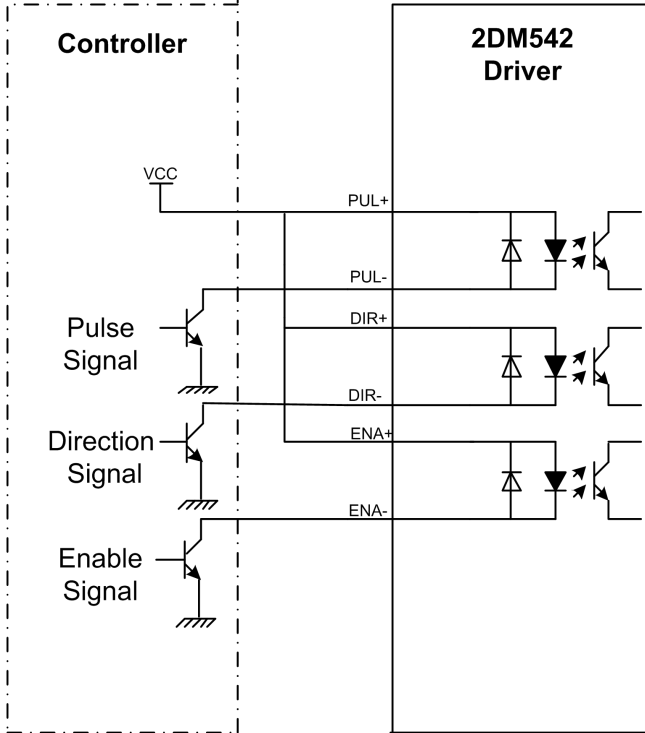 Controller
2DM542
Driver
VCC
PUL+
PUL-
Pulse
Signal
DIR+
DIR-
Direction
Signal
ENA+
ENA-
Enable
Signal